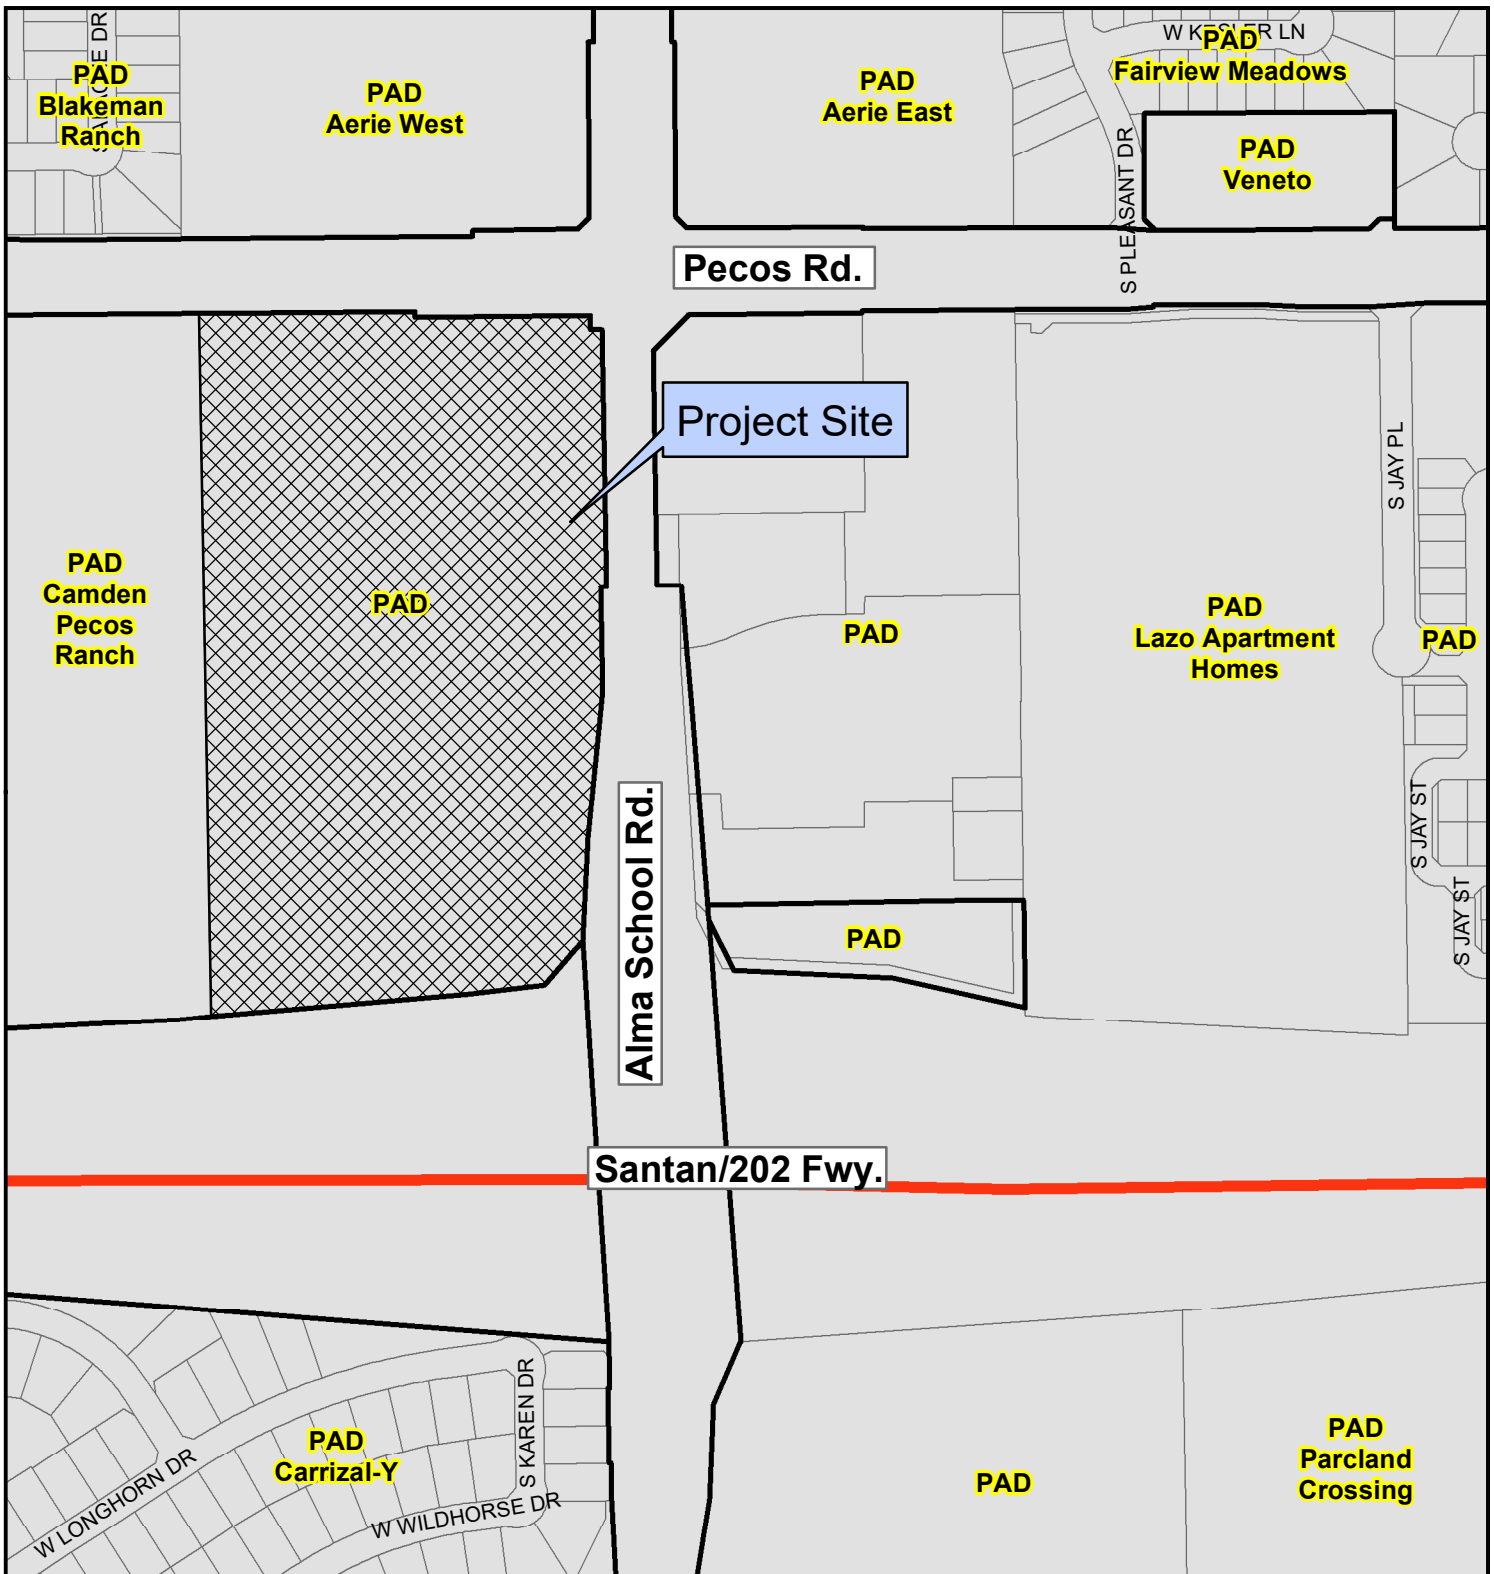 W KESLER LN
PAD
Fairview Meadows
PAD
Blakeman
Ranch
PAD
Aerie West
PAD
Aerie East
PAD
Veneto
S PLEASANT DR
Pecos Rd.
Project Site
S JAY PL
PAD
Camden
Pecos
Ranch
PAD
PAD
PAD
Lazo Apartment
Homes
PAD
Alma School Rd.
S JAY ST
S JAY ST
PAD
Santan/202 Fwy.
S KAREN DR
PAD
Carrizal-Y
W LONGHORN DR
W WILDHORSE DR
PAD
PAD
Parcland
Crossing